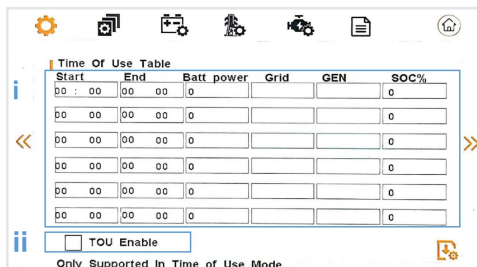 Time Of Use Table
Start End Batt power Grid GEN SOC%
i
00 : 00 00 00 0 0
00 00 00 00 0 0
00 00 00 00 0 0
00 00 00 00 0 0
00 00 00 00 0 0
00 00 00 00 0 0
ii
TOU Enable
Only Supported In Time of Use Mode